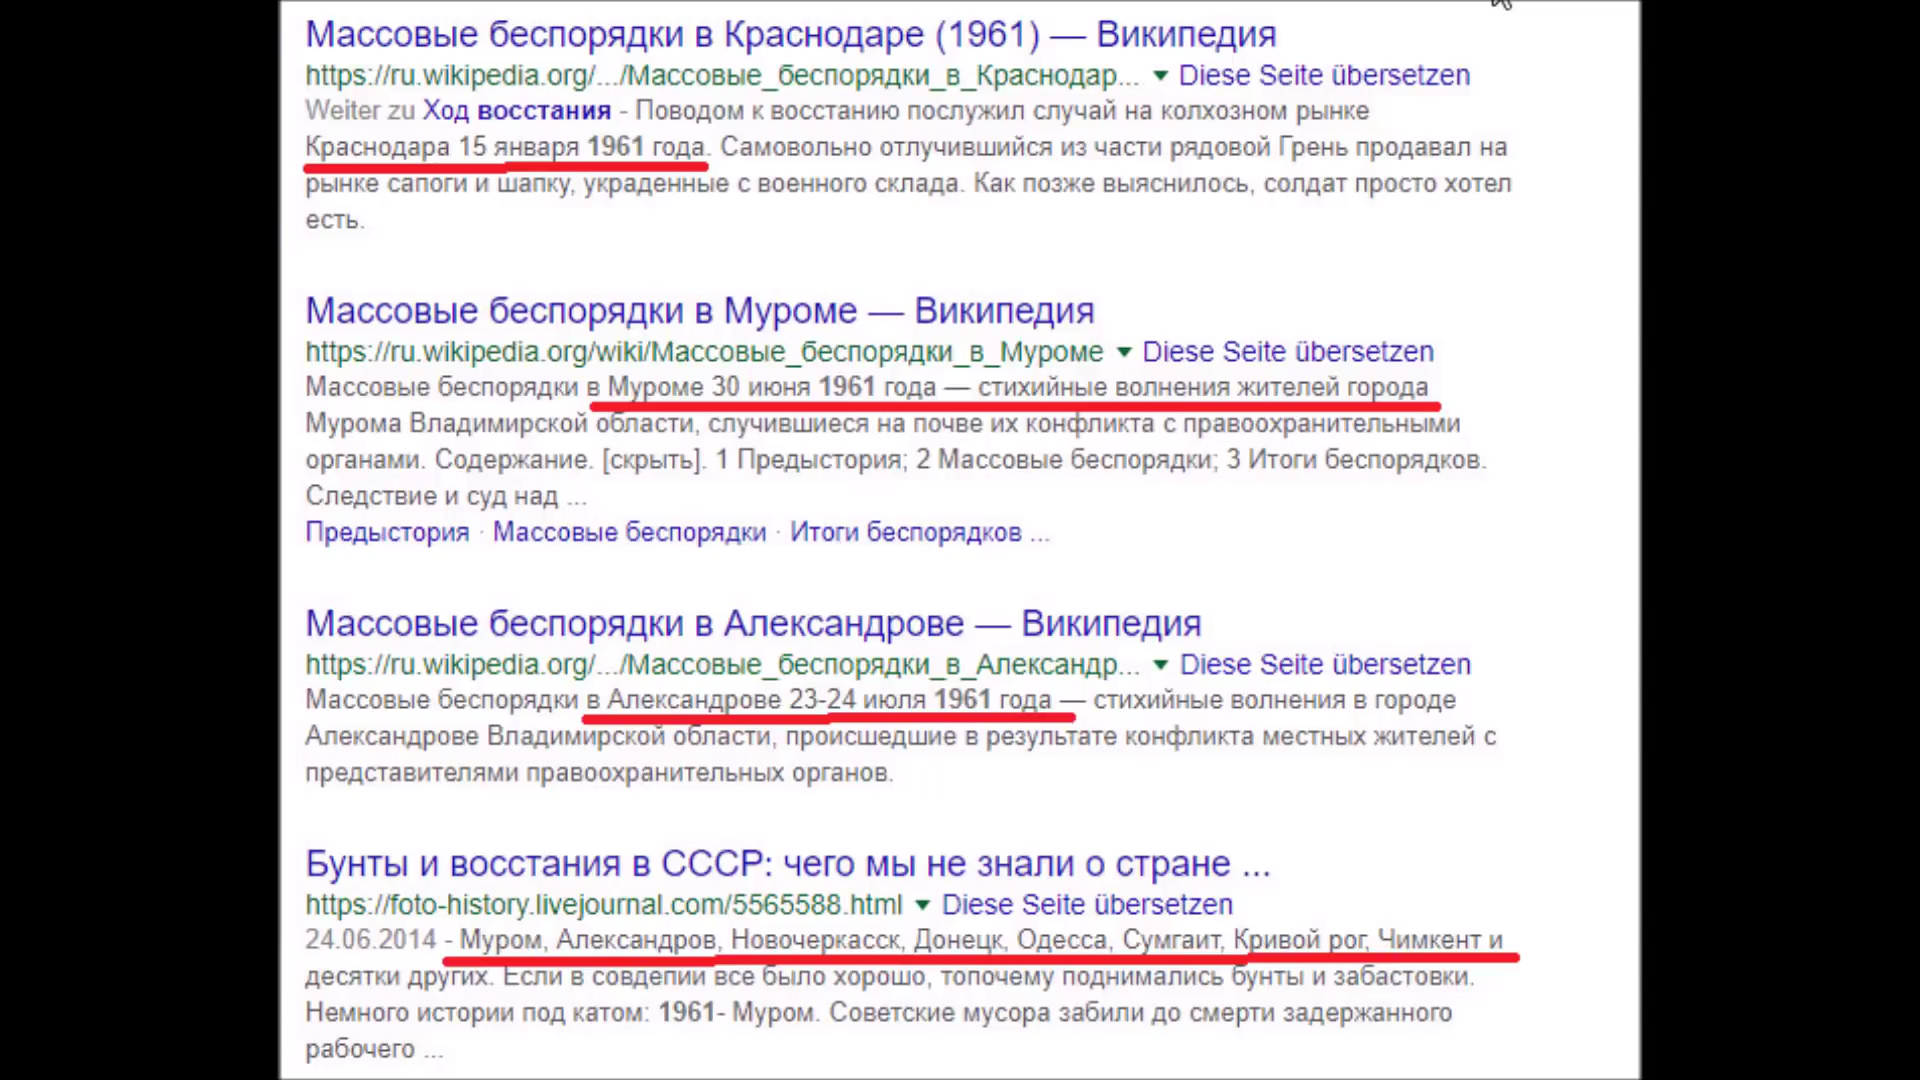 Массовые беспорядки в Краснодаре (1961) — Википедия
https://ru.wikipedia.org/.../Массовые_беспорядки_в_Краснодар... ▼ Diese Seite übersetzen
Weiter zu Ход восстания - Поводом к восстанию послужил случай на колхозном рынке
Краснодара 15 января 1961 года. Самовольно отлучившийся из части рядовой Грень продавал на
рынке сапоги и шапку, украденные с военного склада. Как позже выяснилось, солдат просто хотел
есть.
Массовые беспорядки в Муроме — Википедия
https://ru.wikipedia.org/wiki/Массовые_беспорядки_в_Муроме ▼ Diese Seite übersetzen
Массовые беспорядки в Муроме 30 июня 1961 года — стихийные волнения жителей города
Мурома Владимирской области, случившиеся на почве их конфликта с правоохранительными
органами. Содержание. [скрыть]. 1 Предыстория; 2 Массовые беспорядки; 3 Итоги беспорядков.
Следствие и суд над ...
Предыстория · Массовые беспорядки · Итоги беспорядков ...
Массовые беспорядки в Александрове — Википедия
https://ru.wikipedia.org/.../Массовые_беспорядки_в_Александр... ▼ Diese Seite übersetzen
Массовые беспорядки в Александрове 23-24 июля 1961 года — стихийные волнения в городе
Александрове Владимирской области, происшедшие в результате конфликта местных жителей с
представителями правоохранительных органов.
Бунты и восстания в СССР: чего мы не знали о стране ...
https://foto-history.livejournal.com/5565588.html ▼ Diese Seite übersetzen
24.06.2014 - Муром, Александров, Новочеркасск, Донецк, Одесса, Сумгаит, Кривой рог, Чимкент и
десятки других. Если в совдепии все было хорошо, топочему поднимались бунты и забастовки.
Немного истории под катом: 1961- Муром. Советские мусора забили до смерти задержанного
рабочего ...